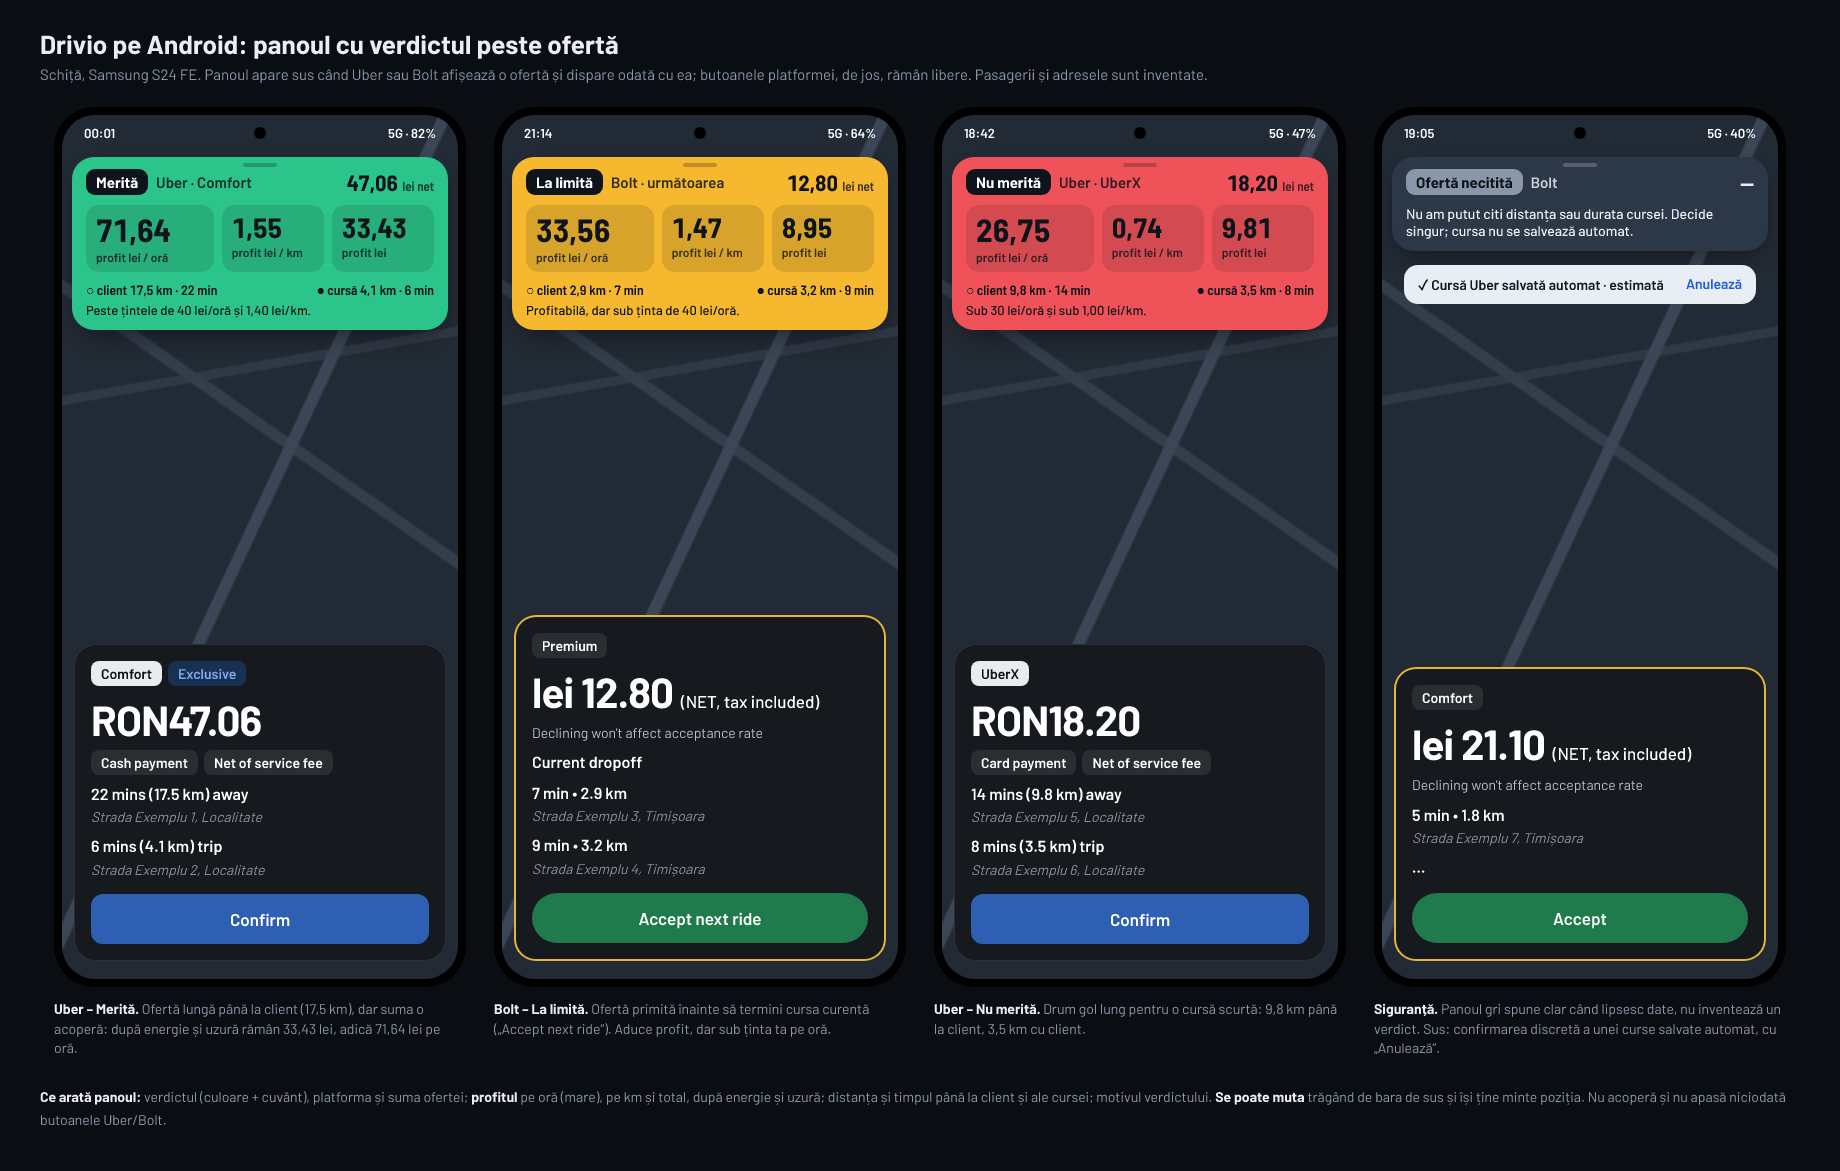 Drivio pe Android: panoul cu verdictul peste ofertă
Schiță, Samsung S24 FE. Panoul apare sus când Uber sau Bolt afișează o ofertă și dispare odată cu ea; butoanele platformei, de jos, rămân libere. Pasagerii și adresele sunt inventate.
00:01
5G · 82%
Merită Uber · Comfort 47,06 lei net
71,64 1,55 33,43
profit lei / oră profit lei / km profit lei
○ client 17,5 km · 22 min ● cursă 4,1 km · 6 min
Peste țintele de 40 lei/oră și 1,40 lei/km.
Comfort Exclusive
RON47.06
Cash payment Net of service fee
22 mins (17.5 km) away
Strada Exemplu 1, Localitate
6 mins (4.1 km) trip
Strada Exemplu 2, Localitate
Confirm
Uber – Merită. Ofertă lungă până la client (17,5 km), dar suma o
acoperă: după energie și uzură rămân 33,43 lei, adică 71,64 lei pe
oră.
21:14
5G · 64%
La limită Bolt · următoarea 12,80 lei net
33,56 1,47 8,95
profit lei / oră profit lei / km profit lei
○ client 2,9 km · 7 min ● cursă 3,2 km · 9 min
Profitabilă, dar sub ținta de 40 lei/oră.
Premium
lei 12.80 (NET, tax included)
Declining won't affect acceptance rate
Current dropoff
7 min • 2.9 km
Strada Exemplu 3, Timișoara
9 min • 3.2 km
Strada Exemplu 4, Timișoara
Accept next ride
Bolt – La limită. Ofertă primită înainte să termini cursa curentă
(„Accept next ride”). Aduce profit, dar sub ținta ta pe oră.
18:42
5G · 47%
Nu merită Uber · UberX 18,20 lei net
26,75 0,74 9,81
profit lei / oră profit lei / km profit lei
○ client 9,8 km · 14 min ● cursă 3,5 km · 8 min
Sub 30 lei/oră și sub 1,00 lei/km.
UberX
RON18.20
Card payment Net of service fee
14 mins (9.8 km) away
Strada Exemplu 5, Localitate
8 mins (3.5 km) trip
Strada Exemplu 6, Localitate
Confirm
Uber – Nu merită. Drum gol lung pentru o cursă scurtă: 9,8 km până
la client, 3,5 km cu client.
19:05
5G · 40%
Ofertă necitită Bolt –
Nu am putut citi distanța sau durata cursei. Decide
singur; cursa nu se salvează automat.
✓ Cursă Uber salvată automat · estimată Anulează
Comfort
lei 21.10 (NET, tax included)
Declining won't affect acceptance rate
5 min • 1.8 km
Strada Exemplu 7, Timișoara
...
Accept
Siguranță. Panoul gri spune clar când lipsesc date, nu inventează un
verdict. Sus: confirmarea discretă a unei curse salvate automat, cu
„Anulează”.
Ce arată panoul: verdictul (culoare + cuvânt), platforma și suma ofertei; profitul pe oră (mare), pe km și total, după energie și uzură; distanța și timpul până la client și ale cursei; motivul verdictului. Se poate muta trăgând de bara de sus și își ține minte poziția. Nu acoperă și nu apasă niciodată
butoanele Uber/Bolt.